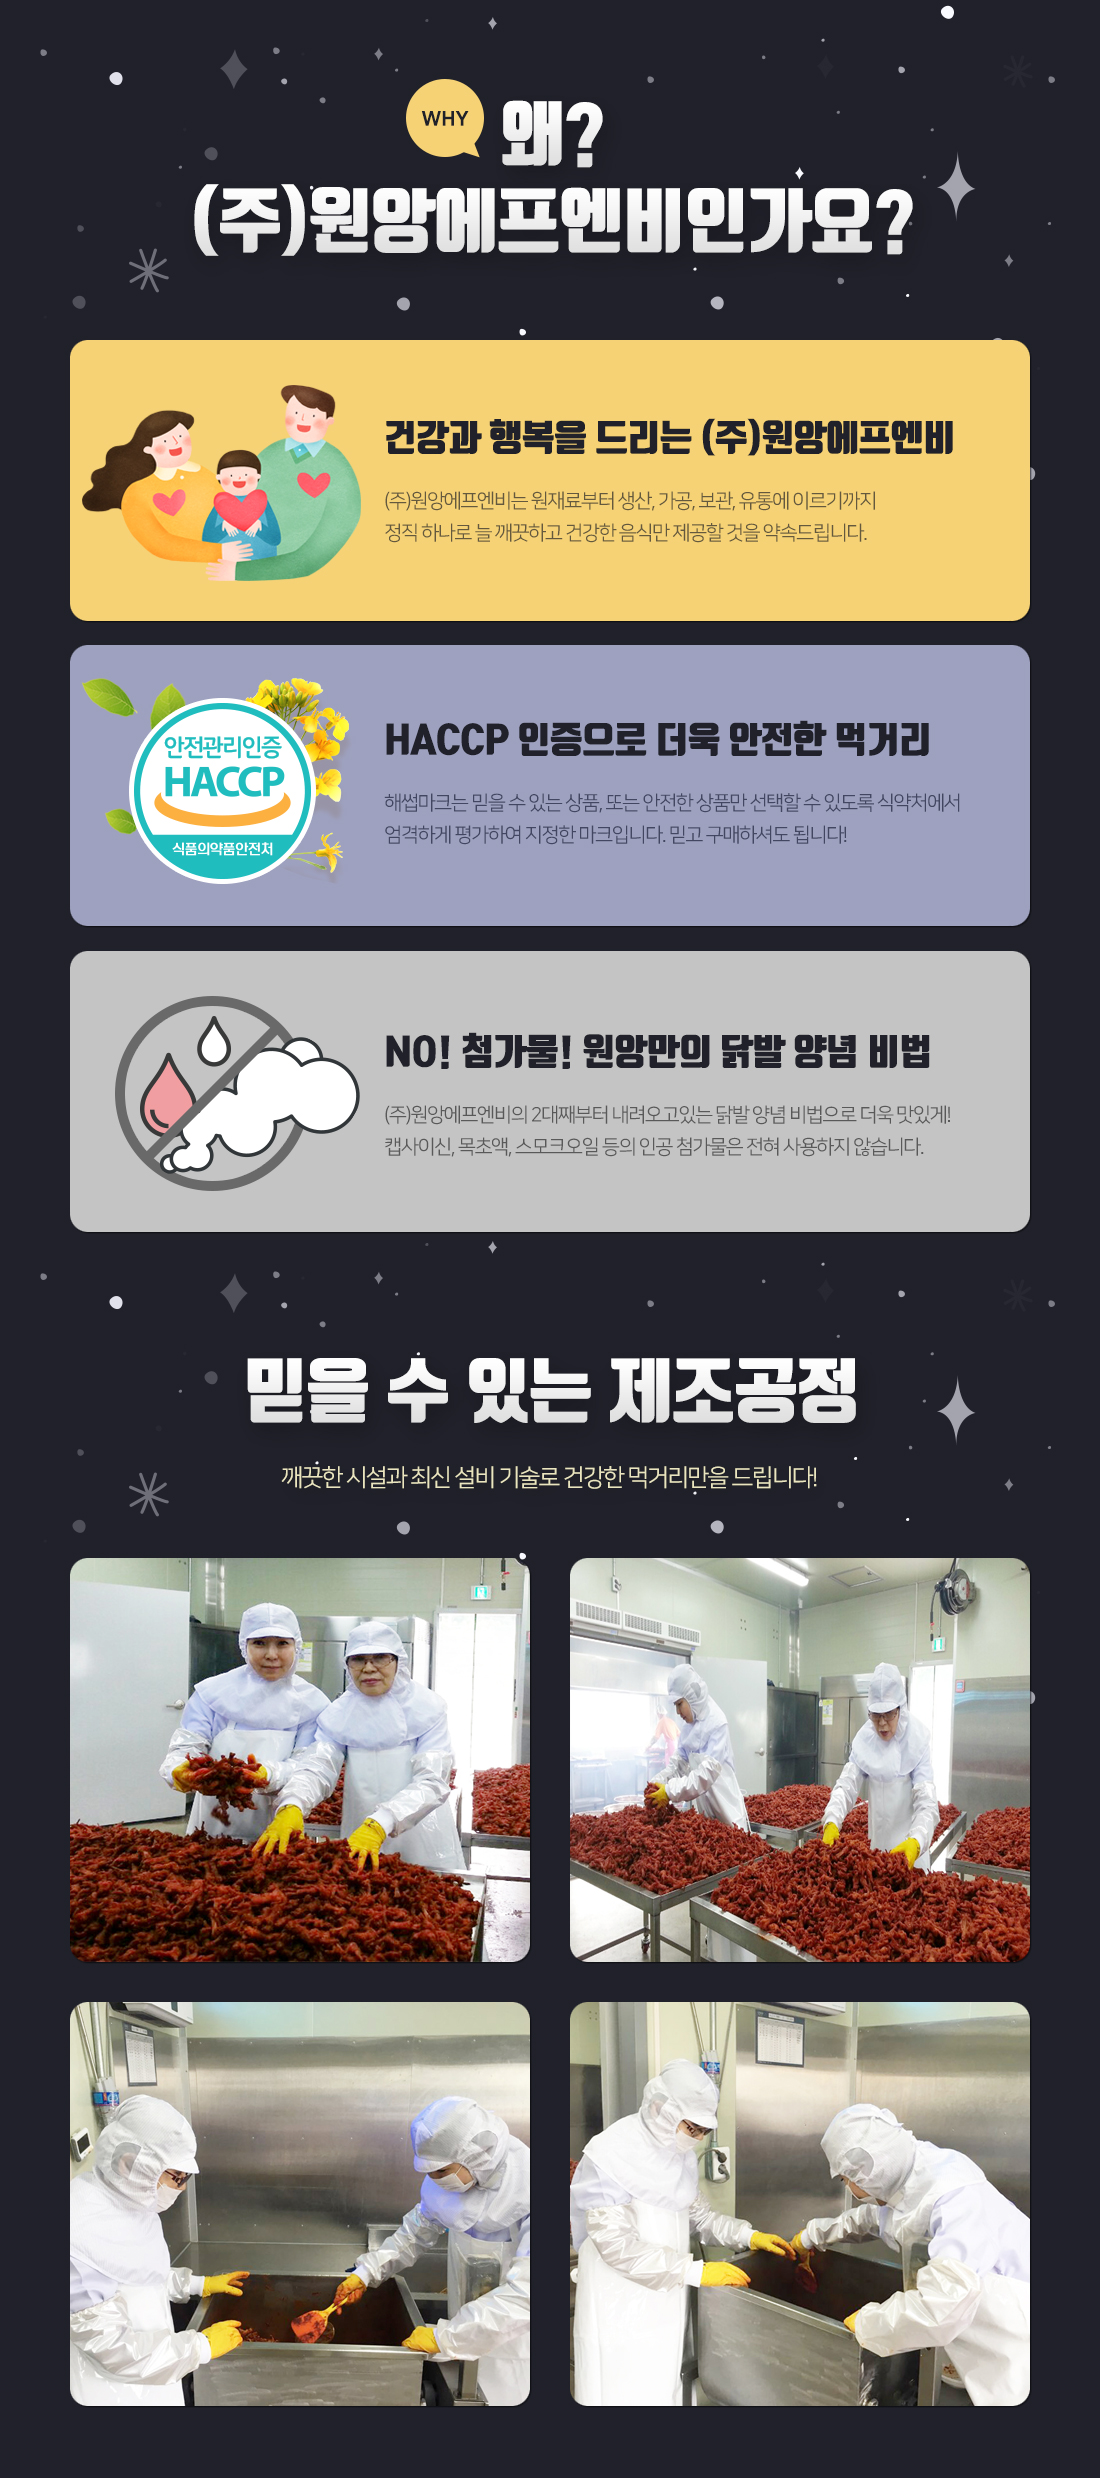 WHY
왜?
(주)원앙에프엔비인가요?
건강과 행복을 드리는 (주)원앙에프엔비
(주)원앙에프엔비는 원재료부터 생산, 가공, 보관, 유통에 이르기까지
정직 하나로 늘 깨끗하고 건강한 음식만 제공할 것을 약속드립니다.
안전관리인증
HACCP
식품의약품안전처
HACCP 인증으로 더욱 안전한 먹거리
해썹마크는 믿을 수 있는 상품, 또는 안전한 상품만 선택할 수 있도록 식약처에서
엄격하게 평가하여 지정한 마크입니다. 믿고 구매하셔도 됩니다!
NO! 첨가물! 원앙만의 닭발 양념 비법
(주)원앙에프엔비의 2대째부터 내려오고있는 닭발 양념 비법으로 더욱 맛있게!
캡사이신, 목초액, 스모크오일 등의 인공 첨가물은 전혀 사용하지 않습니다.
믿을 수 있는 제조공정
깨끗한 시설과 최신 설비 기술로 건강한 먹거리만을 드립니다!